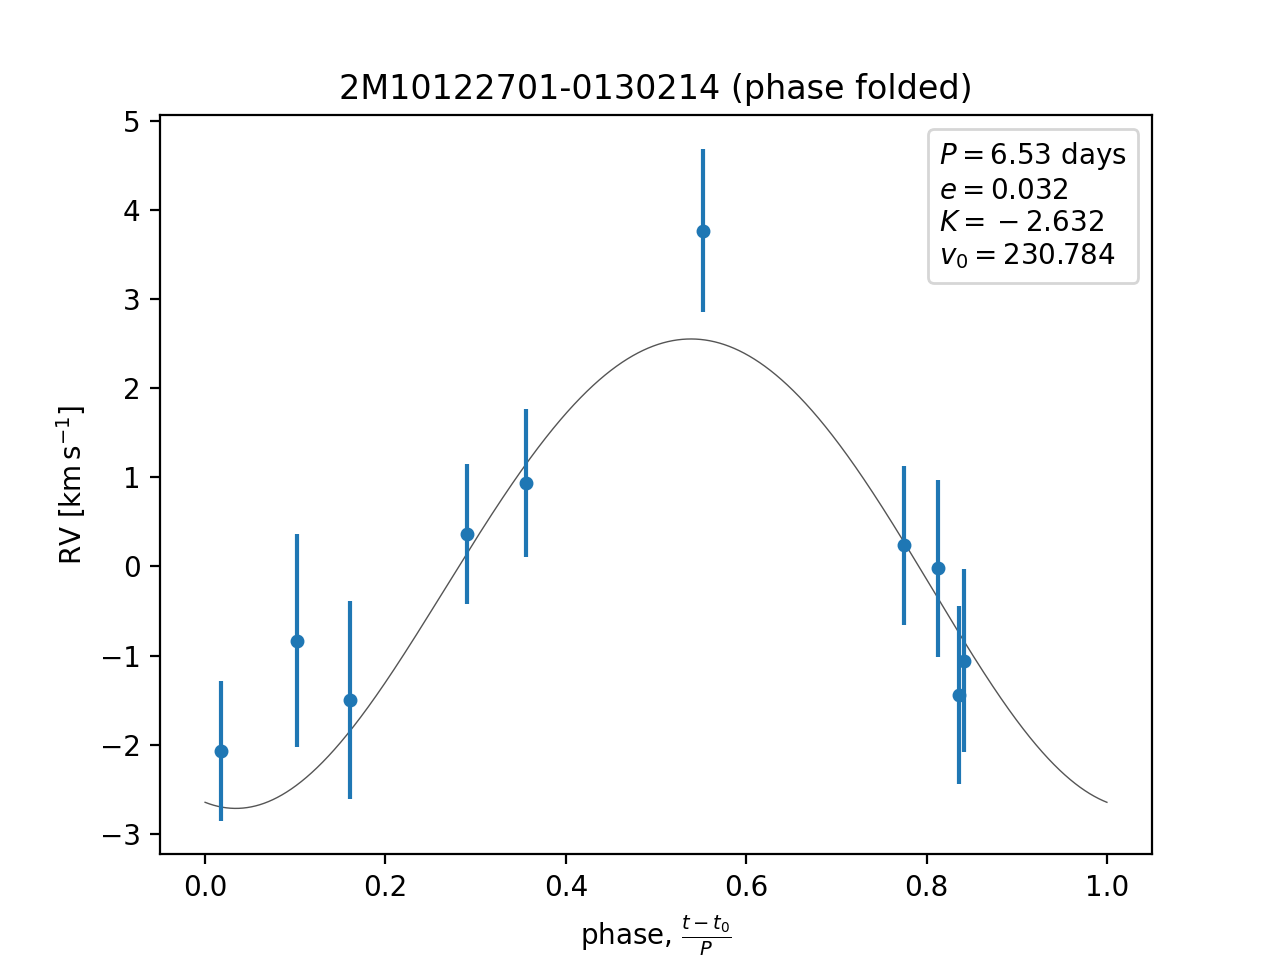 2M10122701-0130214 (phase folded)
P = 6.53 days
e = 0.032
K = −2.632
v₀ = 230.784
5
4
3
2
1
0
−1
−2
−3
RV [km s⁻¹]
0.0 0.2 0.4 0.6 0.8 1.0
phase, (t − t₀)/P